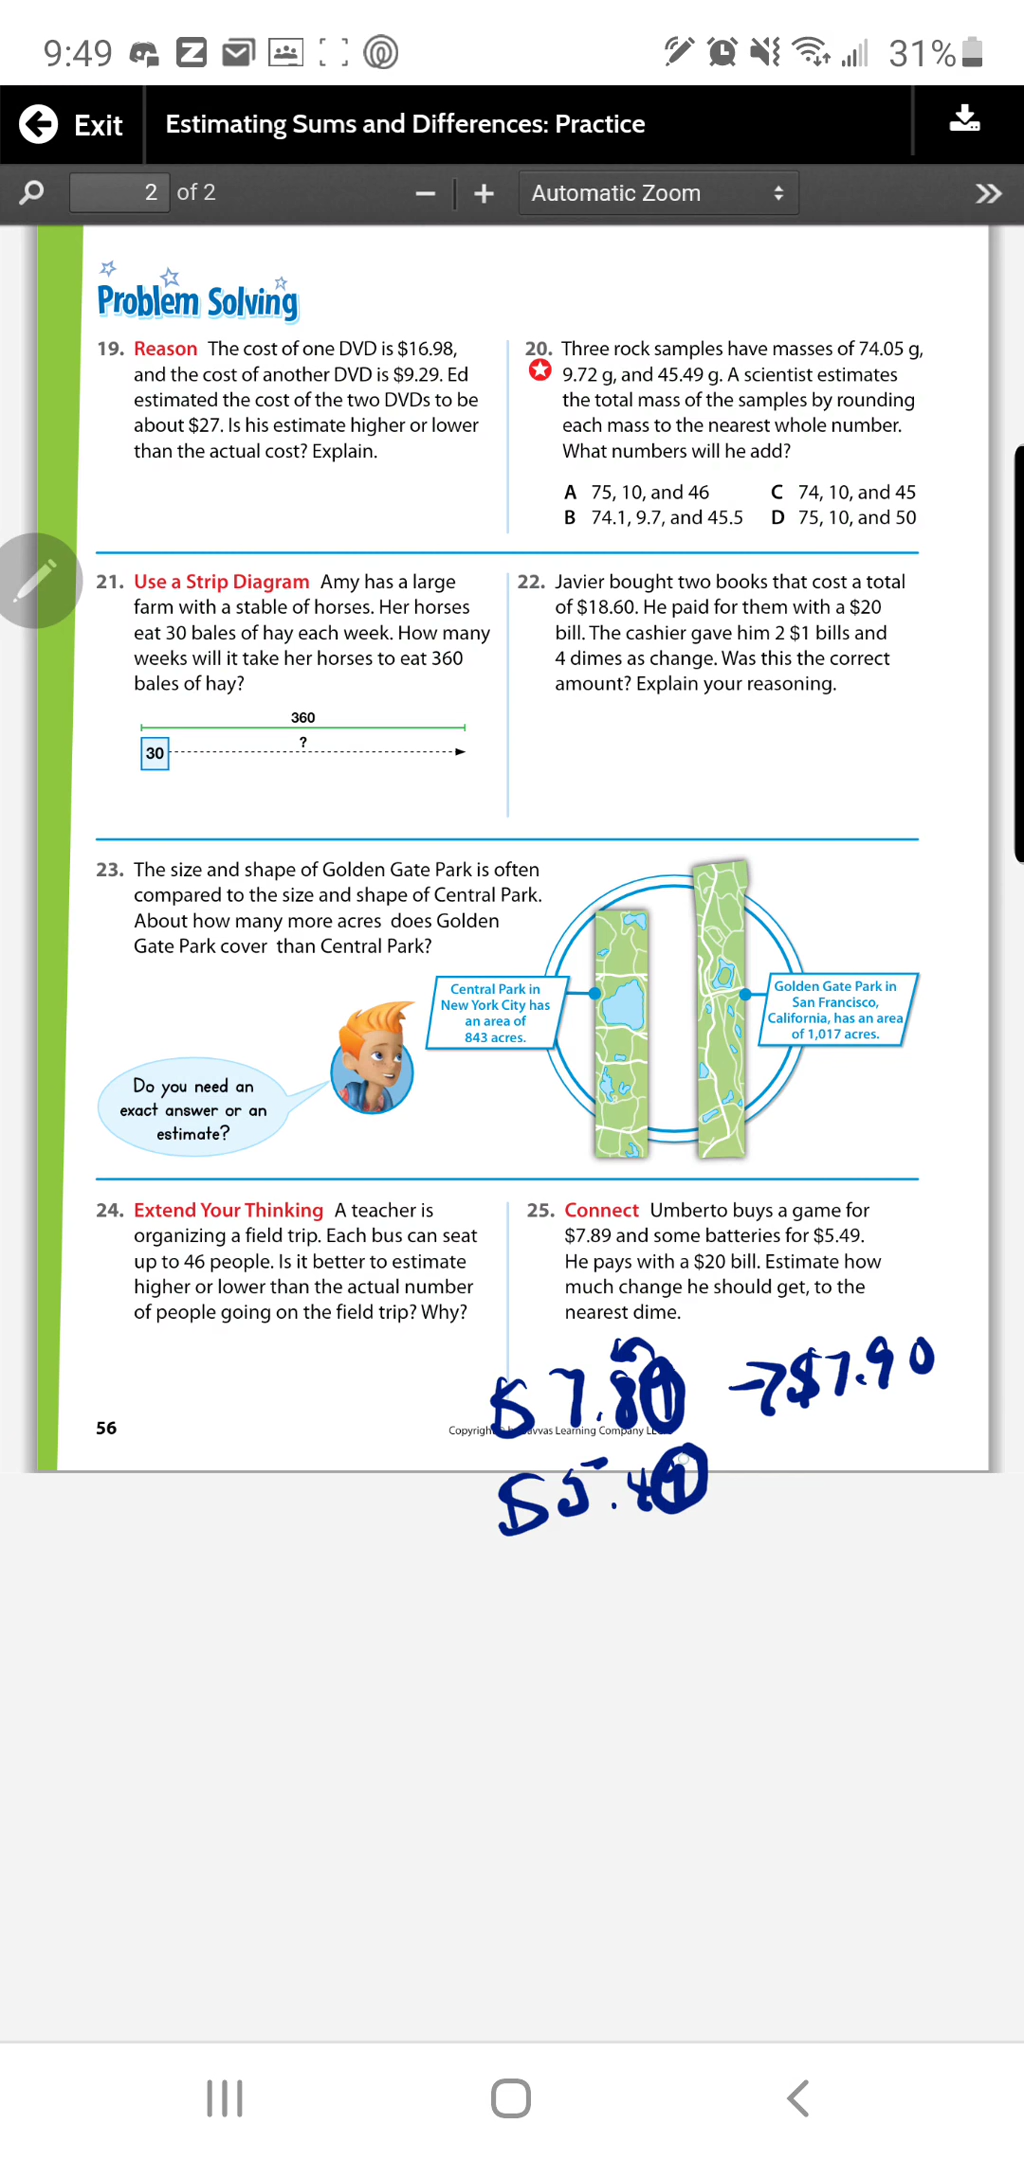 9:49 Z 31%
Exit Estimating Sums and Differences: Practice
2 of 2 Automatic Zoom
Problem Solving
19. Reason The cost of one DVD is $16.98,
and the cost of another DVD is $9.29. Ed
estimated the cost of the two DVDs to be
about $27. Is his estimate higher or lower
than the actual cost? Explain.
20. Three rock samples have masses of 74.05 g,
9.72 g, and 45.49 g. A scientist estimates
the total mass of the samples by rounding
each mass to the nearest whole number.
What numbers will he add?
A 75, 10, and 46 C 74, 10, and 45
B 74.1, 9.7, and 45.5 D 75, 10, and 50
21. Use a Strip Diagram Amy has a large
farm with a stable of horses. Her horses
eat 30 bales of hay each week. How many
weeks will it take her horses to eat 360
bales of hay?
360
?
30
22. Javier bought two books that cost a total
of $18.60. He paid for them with a $20
bill. The cashier gave him 2 $1 bills and
4 dimes as change. Was this the correct
amount? Explain your reasoning.
23. The size and shape of Golden Gate Park is often
compared to the size and shape of Central Park.
About how many more acres does Golden
Gate Park cover than Central Park?
Central Park in
New York City has
an area of
843 acres.
Golden Gate Park in
San Francisco,
California, has an area
of 1,017 acres.
Do you need an
exact answer or an
estimate?
24. Extend Your Thinking A teacher is
organizing a field trip. Each bus can seat
up to 46 people. Is it better to estimate
higher or lower than the actual number
of people going on the field trip? Why?
25. Connect Umberto buys a game for
$7.89 and some batteries for $5.49.
He pays with a $20 bill. Estimate how
much change he should get, to the
nearest dime.
$7.89 → $7.90
56
Learning Company
$5.49